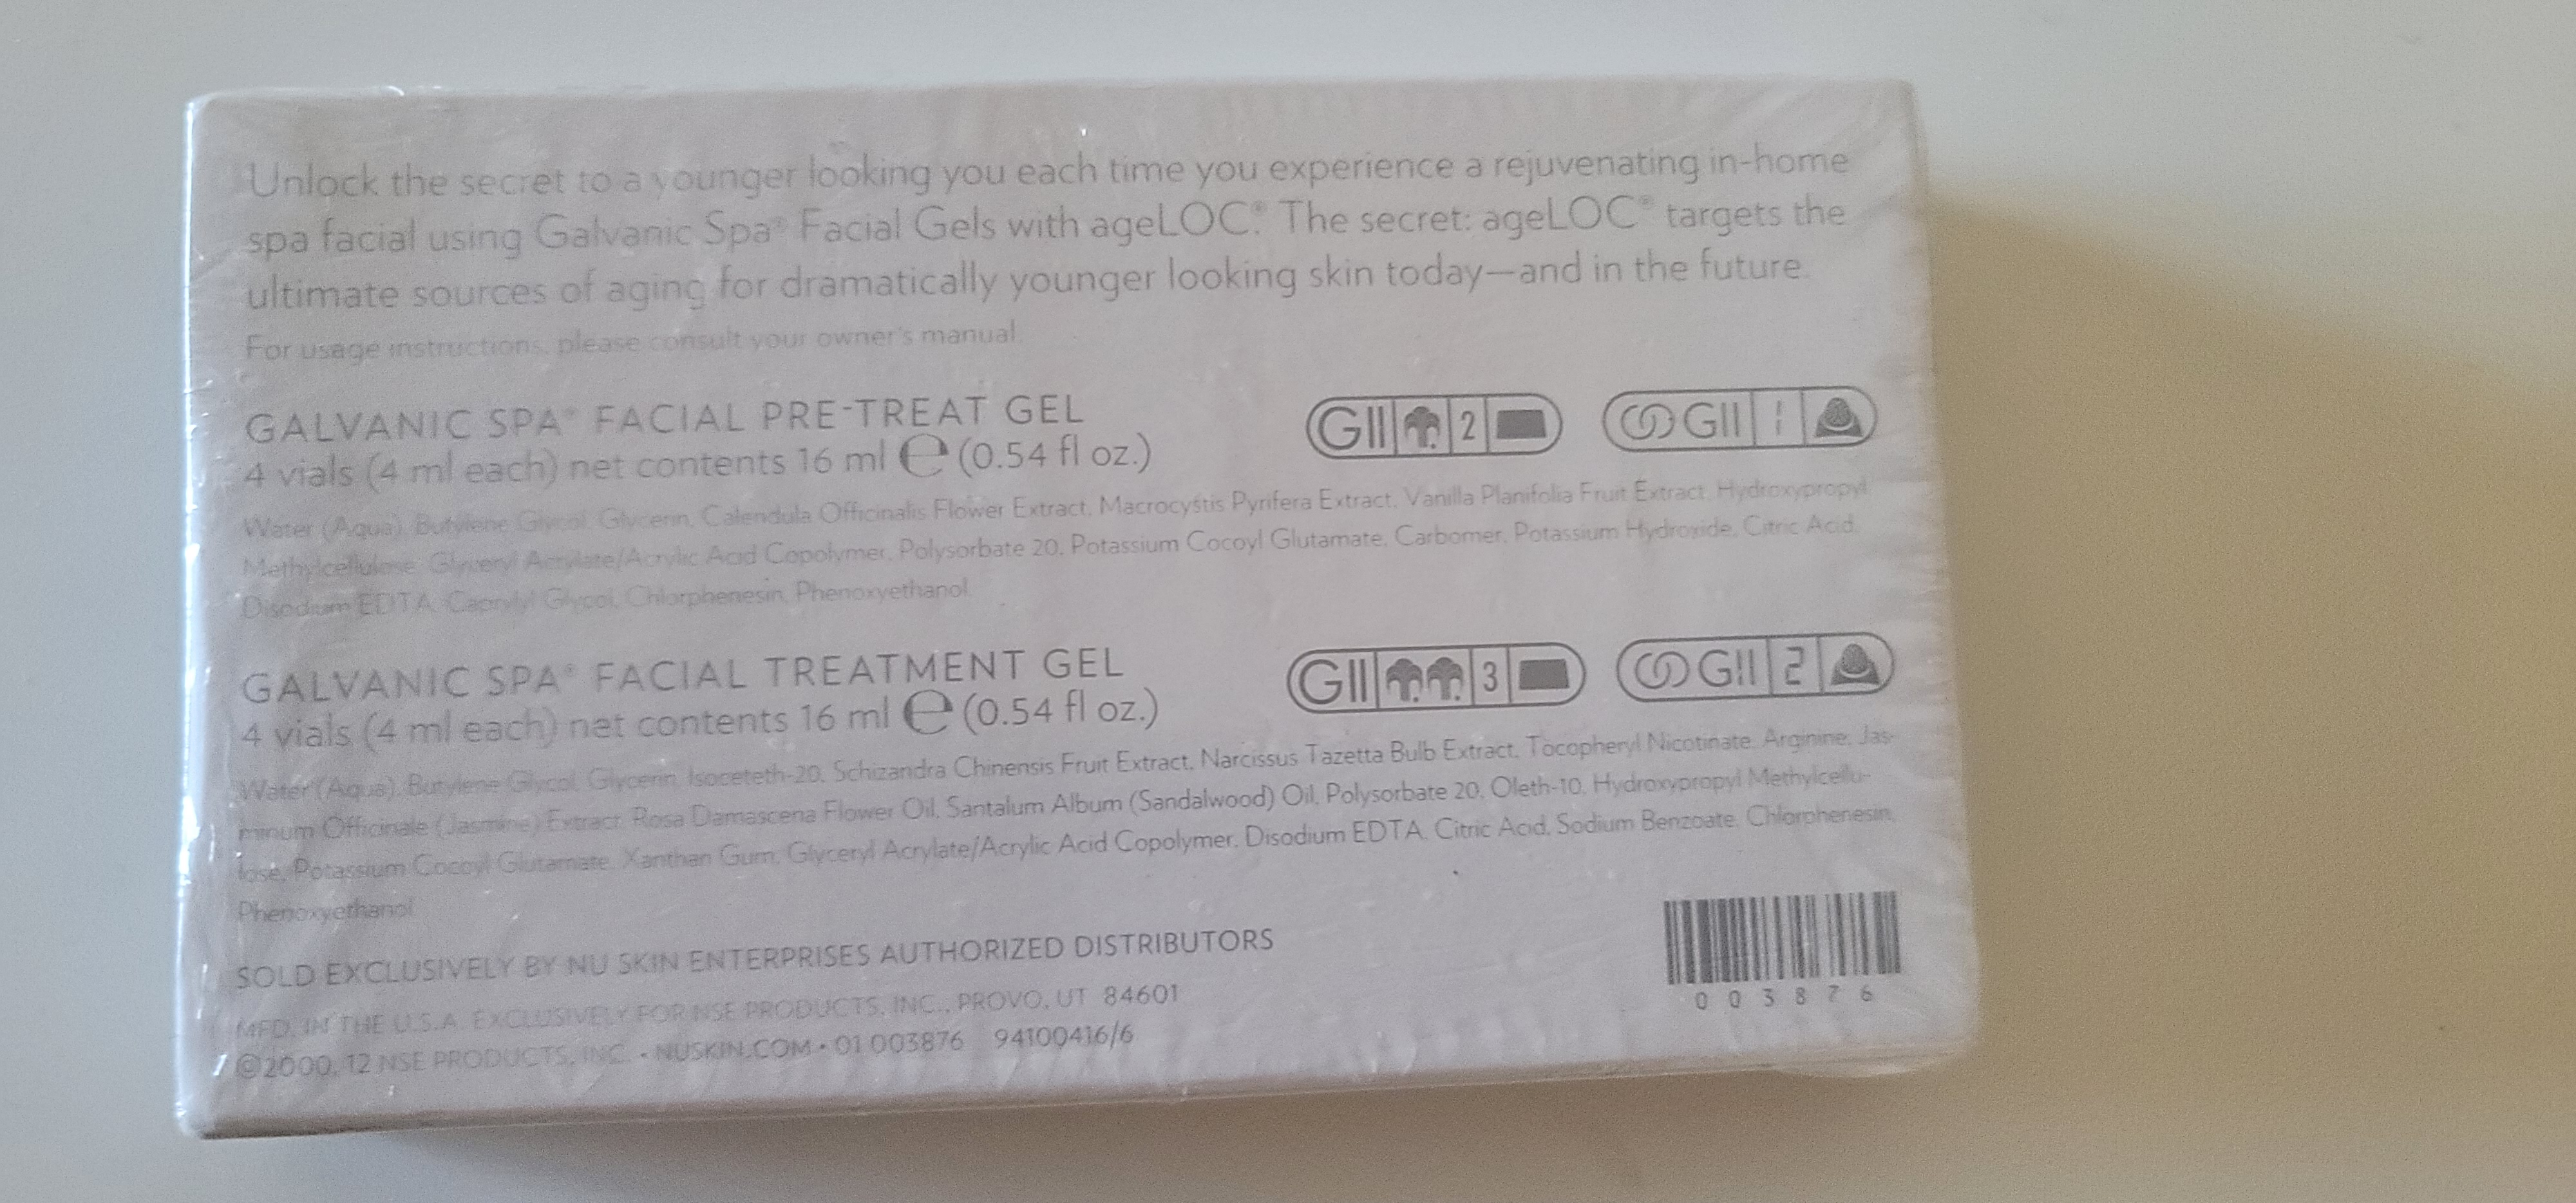 Unlock the secret to a younger looking you each time you experience a rejuvenating in-home
spa facial using Galvanic Spa® Facial Gels with ageLOC®. The secret: ageLOC® targets the
ultimate sources of aging for dramatically younger looking skin today—and in the future.
For usage instructions, please consult your owner's manual.
GALVANIC SPA® FACIAL PRE-TREAT GEL
4 vials (4 ml each) net contents 16 ml ℮ (0.54 fl oz.)
GII 2 GII 1
Water (Aqua), Butylene Glycol, Glycerin, Calendula Officinalis Flower Extract, Macrocystis Pyrifera Extract, Vanilla Planifolia Fruit Extract, Hydroxypropyl
Methylcellulose, Glyceryl Acrylate/Acrylic Acid Copolymer, Polysorbate 20, Potassium Cocoyl Glutamate, Carbomer, Potassium Hydroxide, Citric Acid,
Disodium EDTA, Caprylyl Glycol, Chlorphenesin, Phenoxyethanol.
GALVANIC SPA® FACIAL TREATMENT GEL
4 vials (4 ml each) net contents 16 ml ℮ (0.54 fl oz.)
GII 3 GII 2
Water (Aqua), Butylene Glycol, Glycerin, Isoceteth-20, Schizandra Chinensis Fruit Extract, Narcissus Tazetta Bulb Extract, Tocopheryl Nicotinate, Arginine, Jas-
minum Officinale (Jasmine) Extract, Rosa Damascena Flower Oil, Santalum Album (Sandalwood) Oil, Polysorbate 20, Oleth-10, Hydroxypropyl Methylcellu-
lose, Potassium Cocoyl Glutamate, Xanthan Gum, Glyceryl Acrylate/Acrylic Acid Copolymer, Disodium EDTA, Citric Acid, Sodium Benzoate, Chlorphenesin,
Phenoxyethanol.
SOLD EXCLUSIVELY BY NU SKIN ENTERPRISES AUTHORIZED DISTRIBUTORS
MFD. IN THE U.S.A. EXCLUSIVELY FOR NSE PRODUCTS, INC., PROVO, UT 84601
©2000, 12 NSE PRODUCTS, INC. • NUSKIN.COM • 01 003876 94100416/6
003876